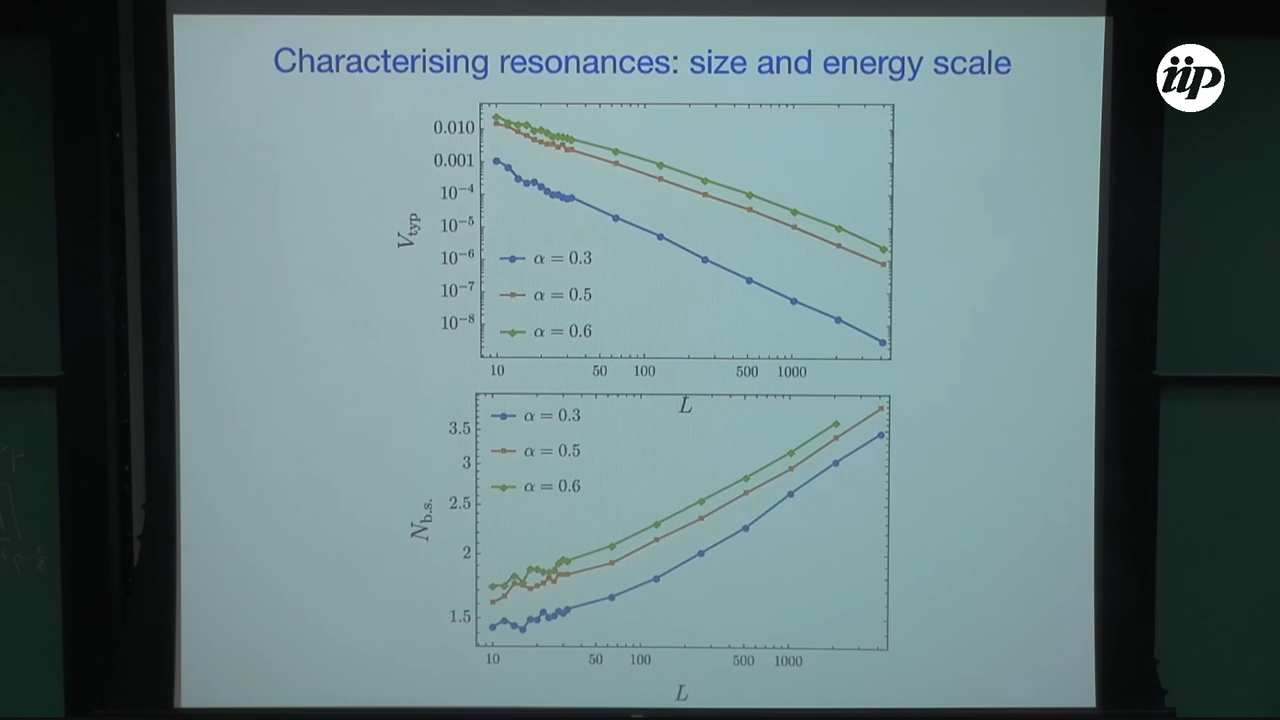 Characterising resonances: size and energy scale
iip
0.010
0.001
10⁻⁴
10⁻⁵
10⁻⁶
10⁻⁷
10⁻⁸
V_typ
α = 0.3
α = 0.5
α = 0.6
10 50 100 500 1000
L
3.5
3
2.5
2
1.5
N_b.s.
α = 0.3
α = 0.5
α = 0.6
10 50 100 500 1000
L